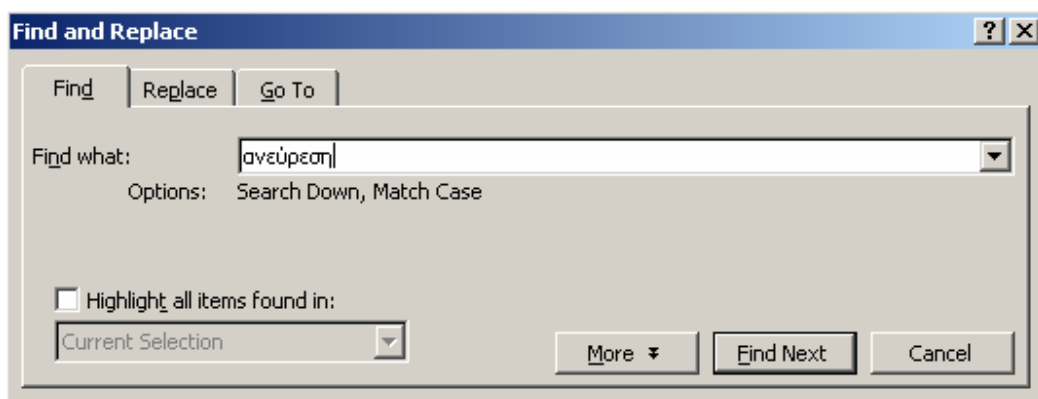 Find and Replace
Find Replace Go To
Find what: ανεύρεση
Options: Search Down, Match Case
Highlight all items found in:
Current Selection
More Find Next Cancel